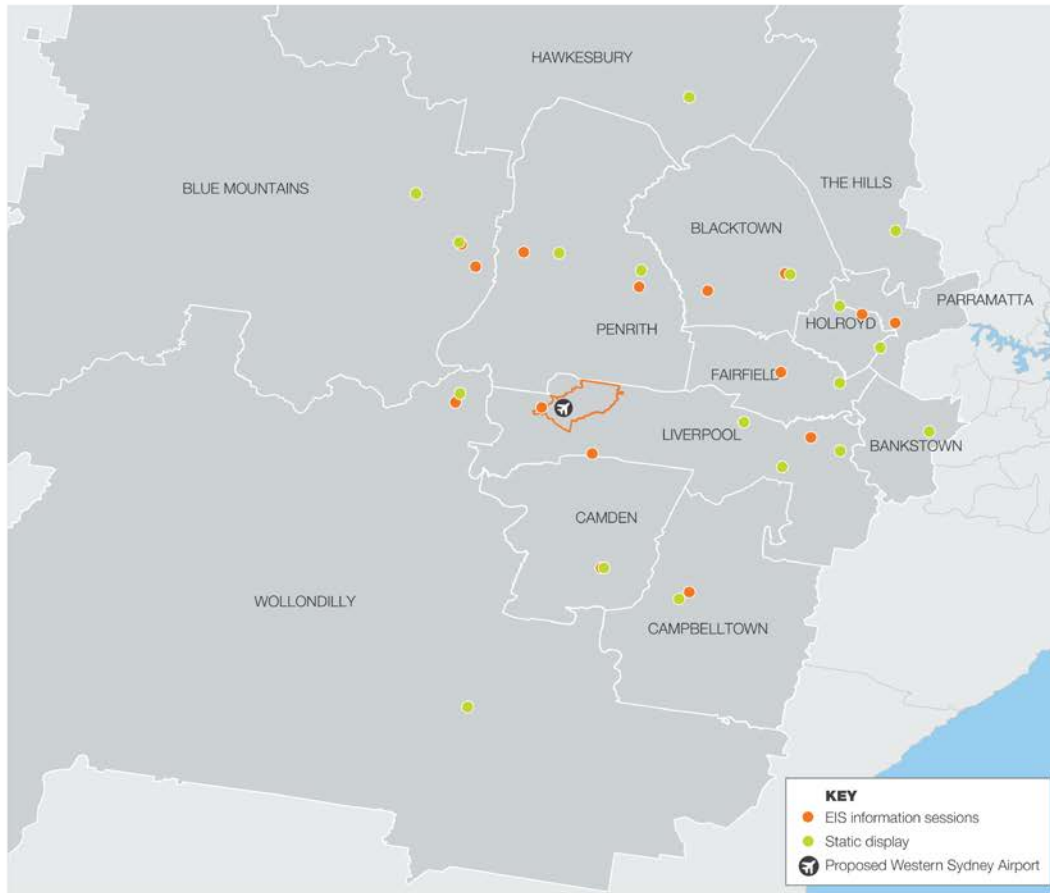 HAWKESBURY
BLUE MOUNTAINS
THE HILLS
BLACKTOWN
PARRAMATTA
HOLROYD
PENRITH
FAIRFIELD
LIVERPOOL
BANKSTOWN
CAMDEN
WOLLONDILLY
CAMPBELLTOWN
KEY
EIS information sessions
Static display
Proposed Western Sydney Airport